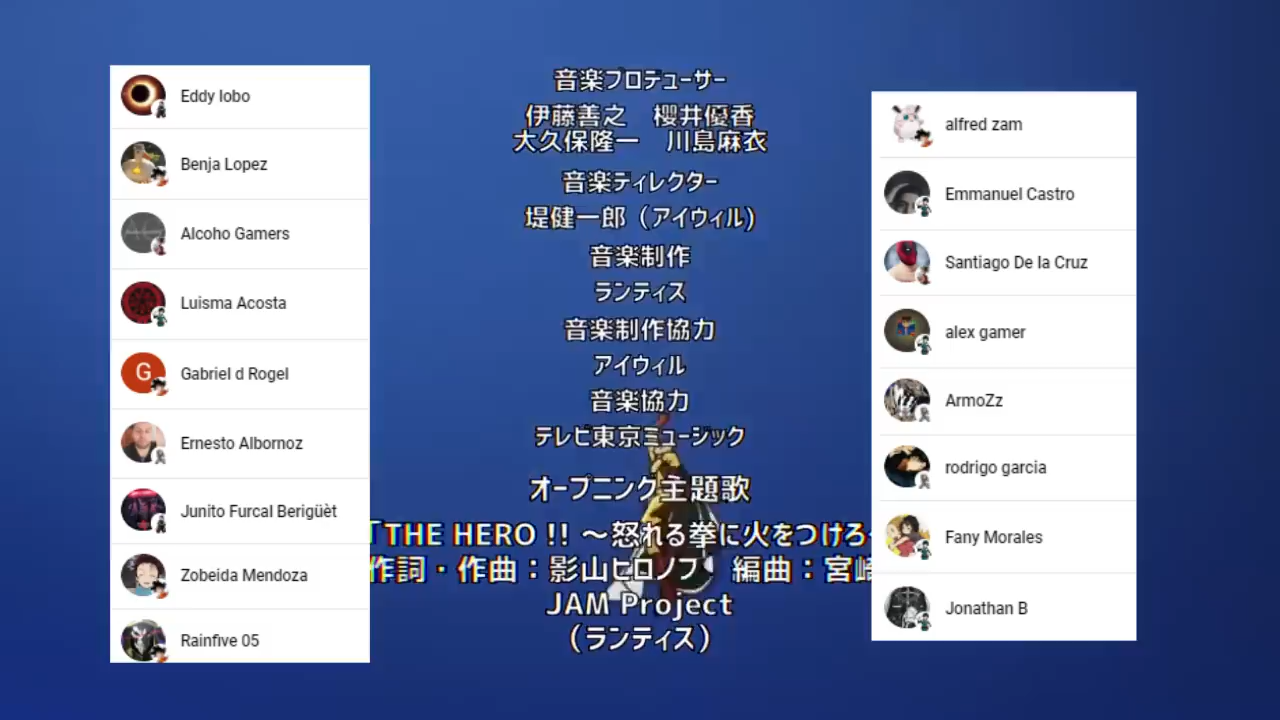 Eddy lobo
Benja Lopez
Alcoho Gamers
Luisma Acosta
G
Gabriel d Rogel
Ernesto Albornoz
Junito Furcal Berigüèt
Zobeida Mendoza
Rainfive 05
音楽プロデューサー
伊藤善之　櫻井優香
大久保隆一　川島麻衣
音楽ディレクター
堤健一郎（アイウィル）
音楽制作
ランティス
音楽制作協力
アイウィル
音楽協力
テレビ東京ミュージック
オープニング主題歌
「THE HERO !! ～怒れる拳に火をつけろ
作詞・作曲：影山ヒロノブ　編曲：宮崎
JAM Project
（ランティス）
alfred zam
Emmanuel Castro
Santiago De la Cruz
alex gamer
ArmoZz
rodrigo garcia
Fany Morales
Jonathan B